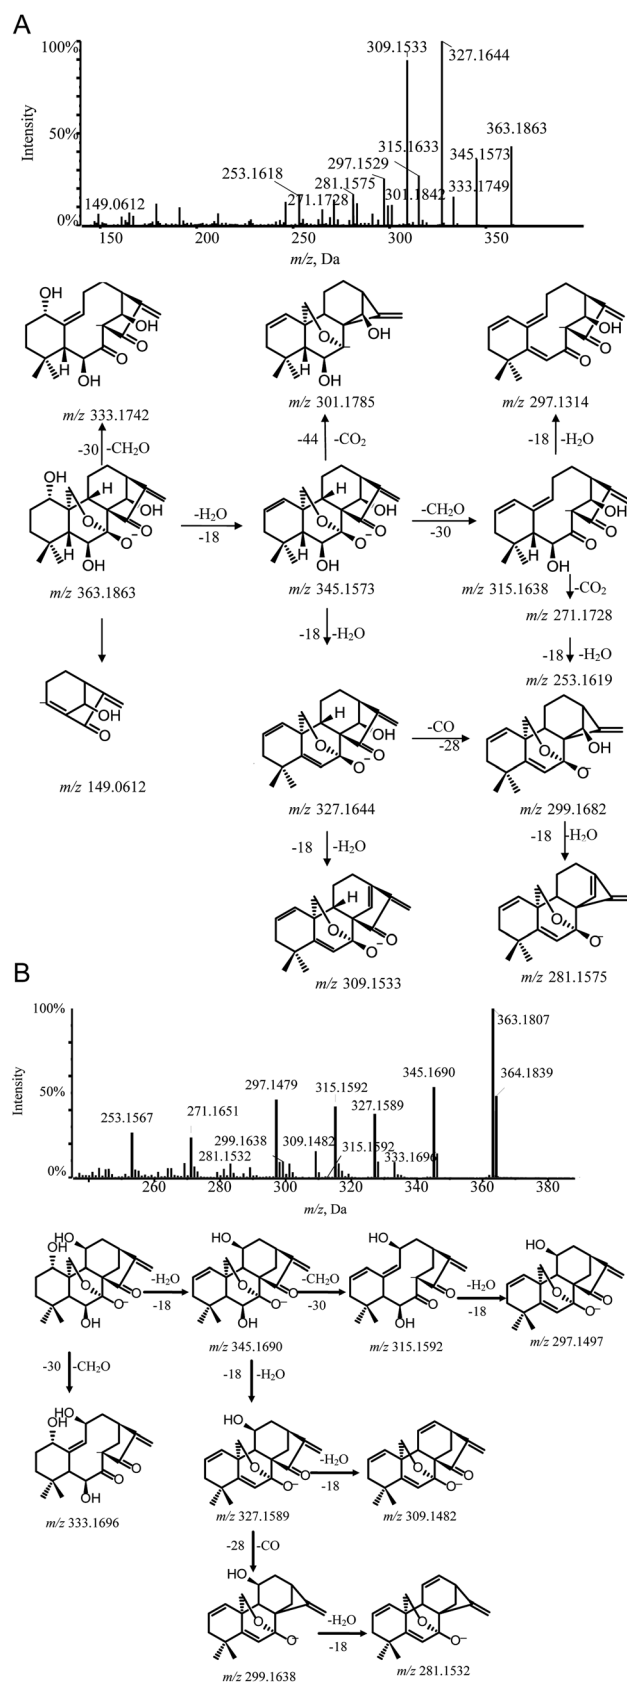 A
100%
50%
0%
Intensity
309.1533
327.1644
363.1863
315.1633
345.1573
297.1529
253.1618
281.1575
301.1842
333.1749
271.1728
149.0612
150
200
250
300
350
m/z, Da
OH
OH
H
O
O
OH
m/z 333.1742
O
OH
H
OH
m/z 301.1785
OH
O
O
m/z 297.1314
-30 -CH2O
-44 -CO2
-18 -H2O
OH
H
OH
O
O
O−
H
OH
m/z 363.1863
-H2O
-18
H
OH
O
O
O−
H
OH
m/z 345.1573
-CH2O
-30
OH
O
O
H
OH
m/z 315.1638
-CO2
m/z 271.1728
-18 -H2O
m/z 253.1619
-18 -H2O
OH
O
m/z 149.0612
H
OH
O
O
O−
m/z 327.1644
-CO
-28
OH
O
O−
m/z 299.1682
-18 -H2O
-18 -H2O
H
O
O
O−
m/z 309.1533
O
O−
m/z 281.1575
B
100%
50%
0%
Intensity
363.1807
364.1839
345.1690
297.1479
315.1592
327.1589
253.1567
271.1651
299.1638
309.1482
281.1532
315.1592
333.1696
260
280
300
320
340
360
380
m/z, Da
HO
OH
O
O
O−
OH
-H2O
-18
HO
O
O
O−
OH
m/z 345.1690
-CH2O
-30
HO
O
O
OH
m/z 315.1592
-H2O
-18
HO
O
O
O−
m/z 297.1497
-30 -CH2O
-18 -H2O
HO
OH
O
O
OH
m/z 333.1696
HO
O
O
O−
m/z 327.1589
-H2O
-18
O
O
O−
m/z 309.1482
-28 -CO
HO
O
O−
m/z 299.1638
-H2O
-18
O
O−
m/z 281.1532